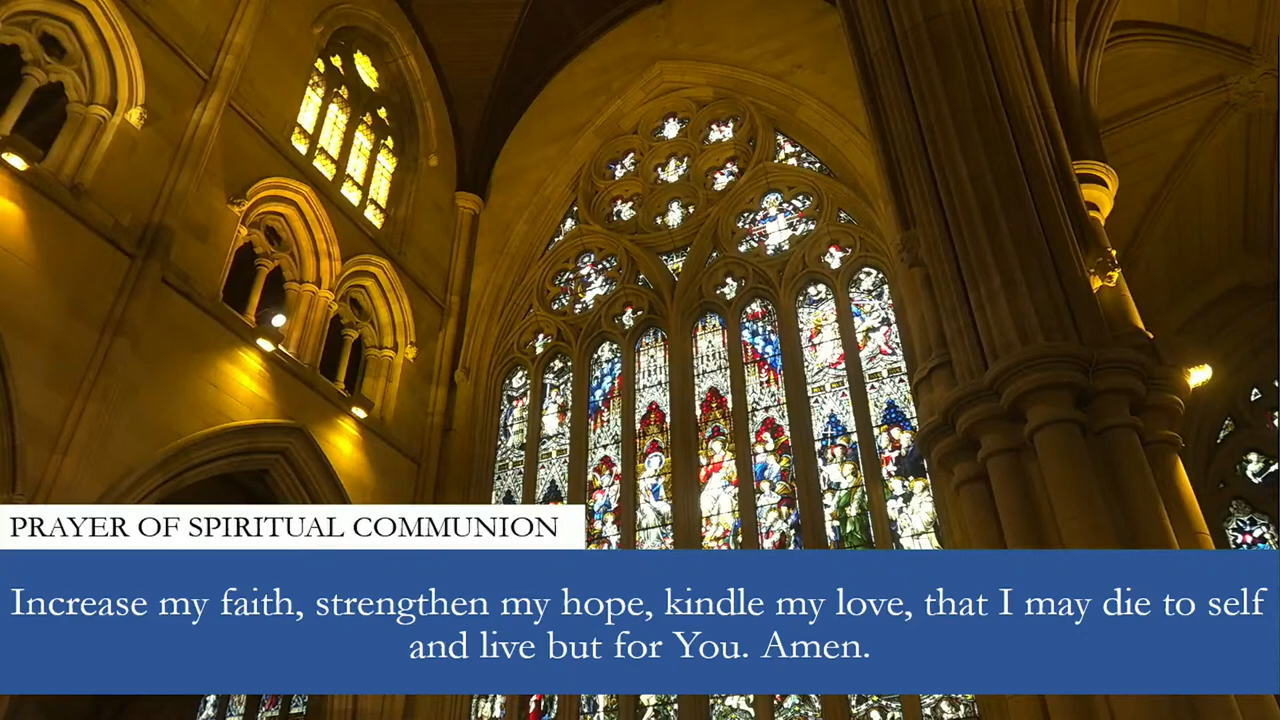 PRAYER OF SPIRITUAL COMMUNION
Increase my faith, strengthen my hope, kindle my love, that I may die to self
and live but for You. Amen.